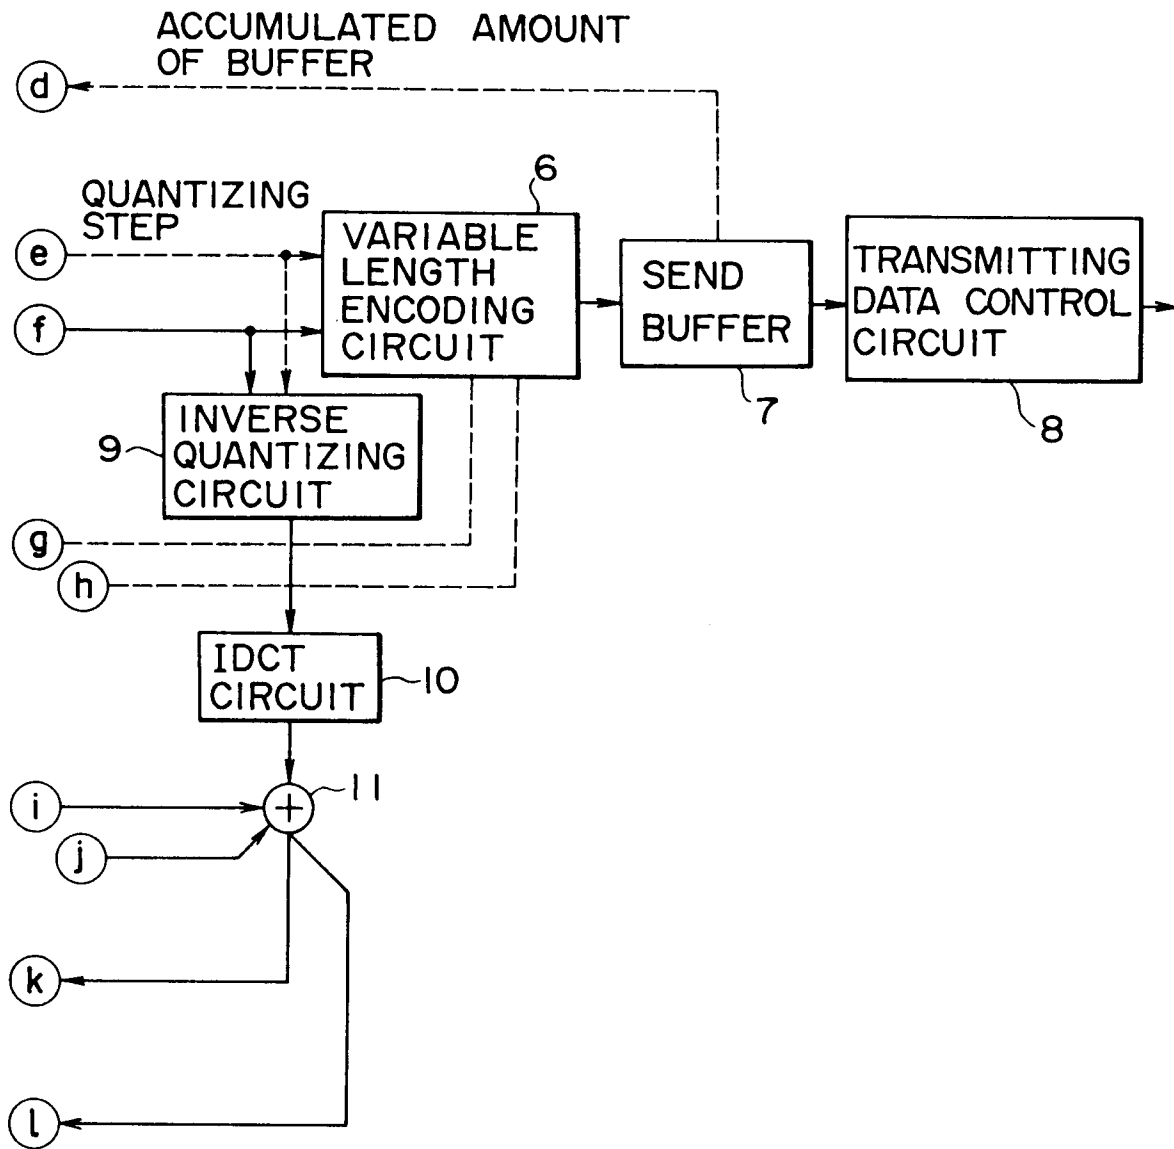 ACCUMULATED AMOUNT
OF BUFFER
d
6
QUANTIZING
STEP
e
f
VARIABLE
LENGTH
ENCODING
CIRCUIT
SEND
BUFFER
7
TRANSMITTING
DATA CONTROL
CIRCUIT
8
9
INVERSE
QUANTIZING
CIRCUIT
g
h
IDCT
CIRCUIT
10
11
i
+
j
k
l